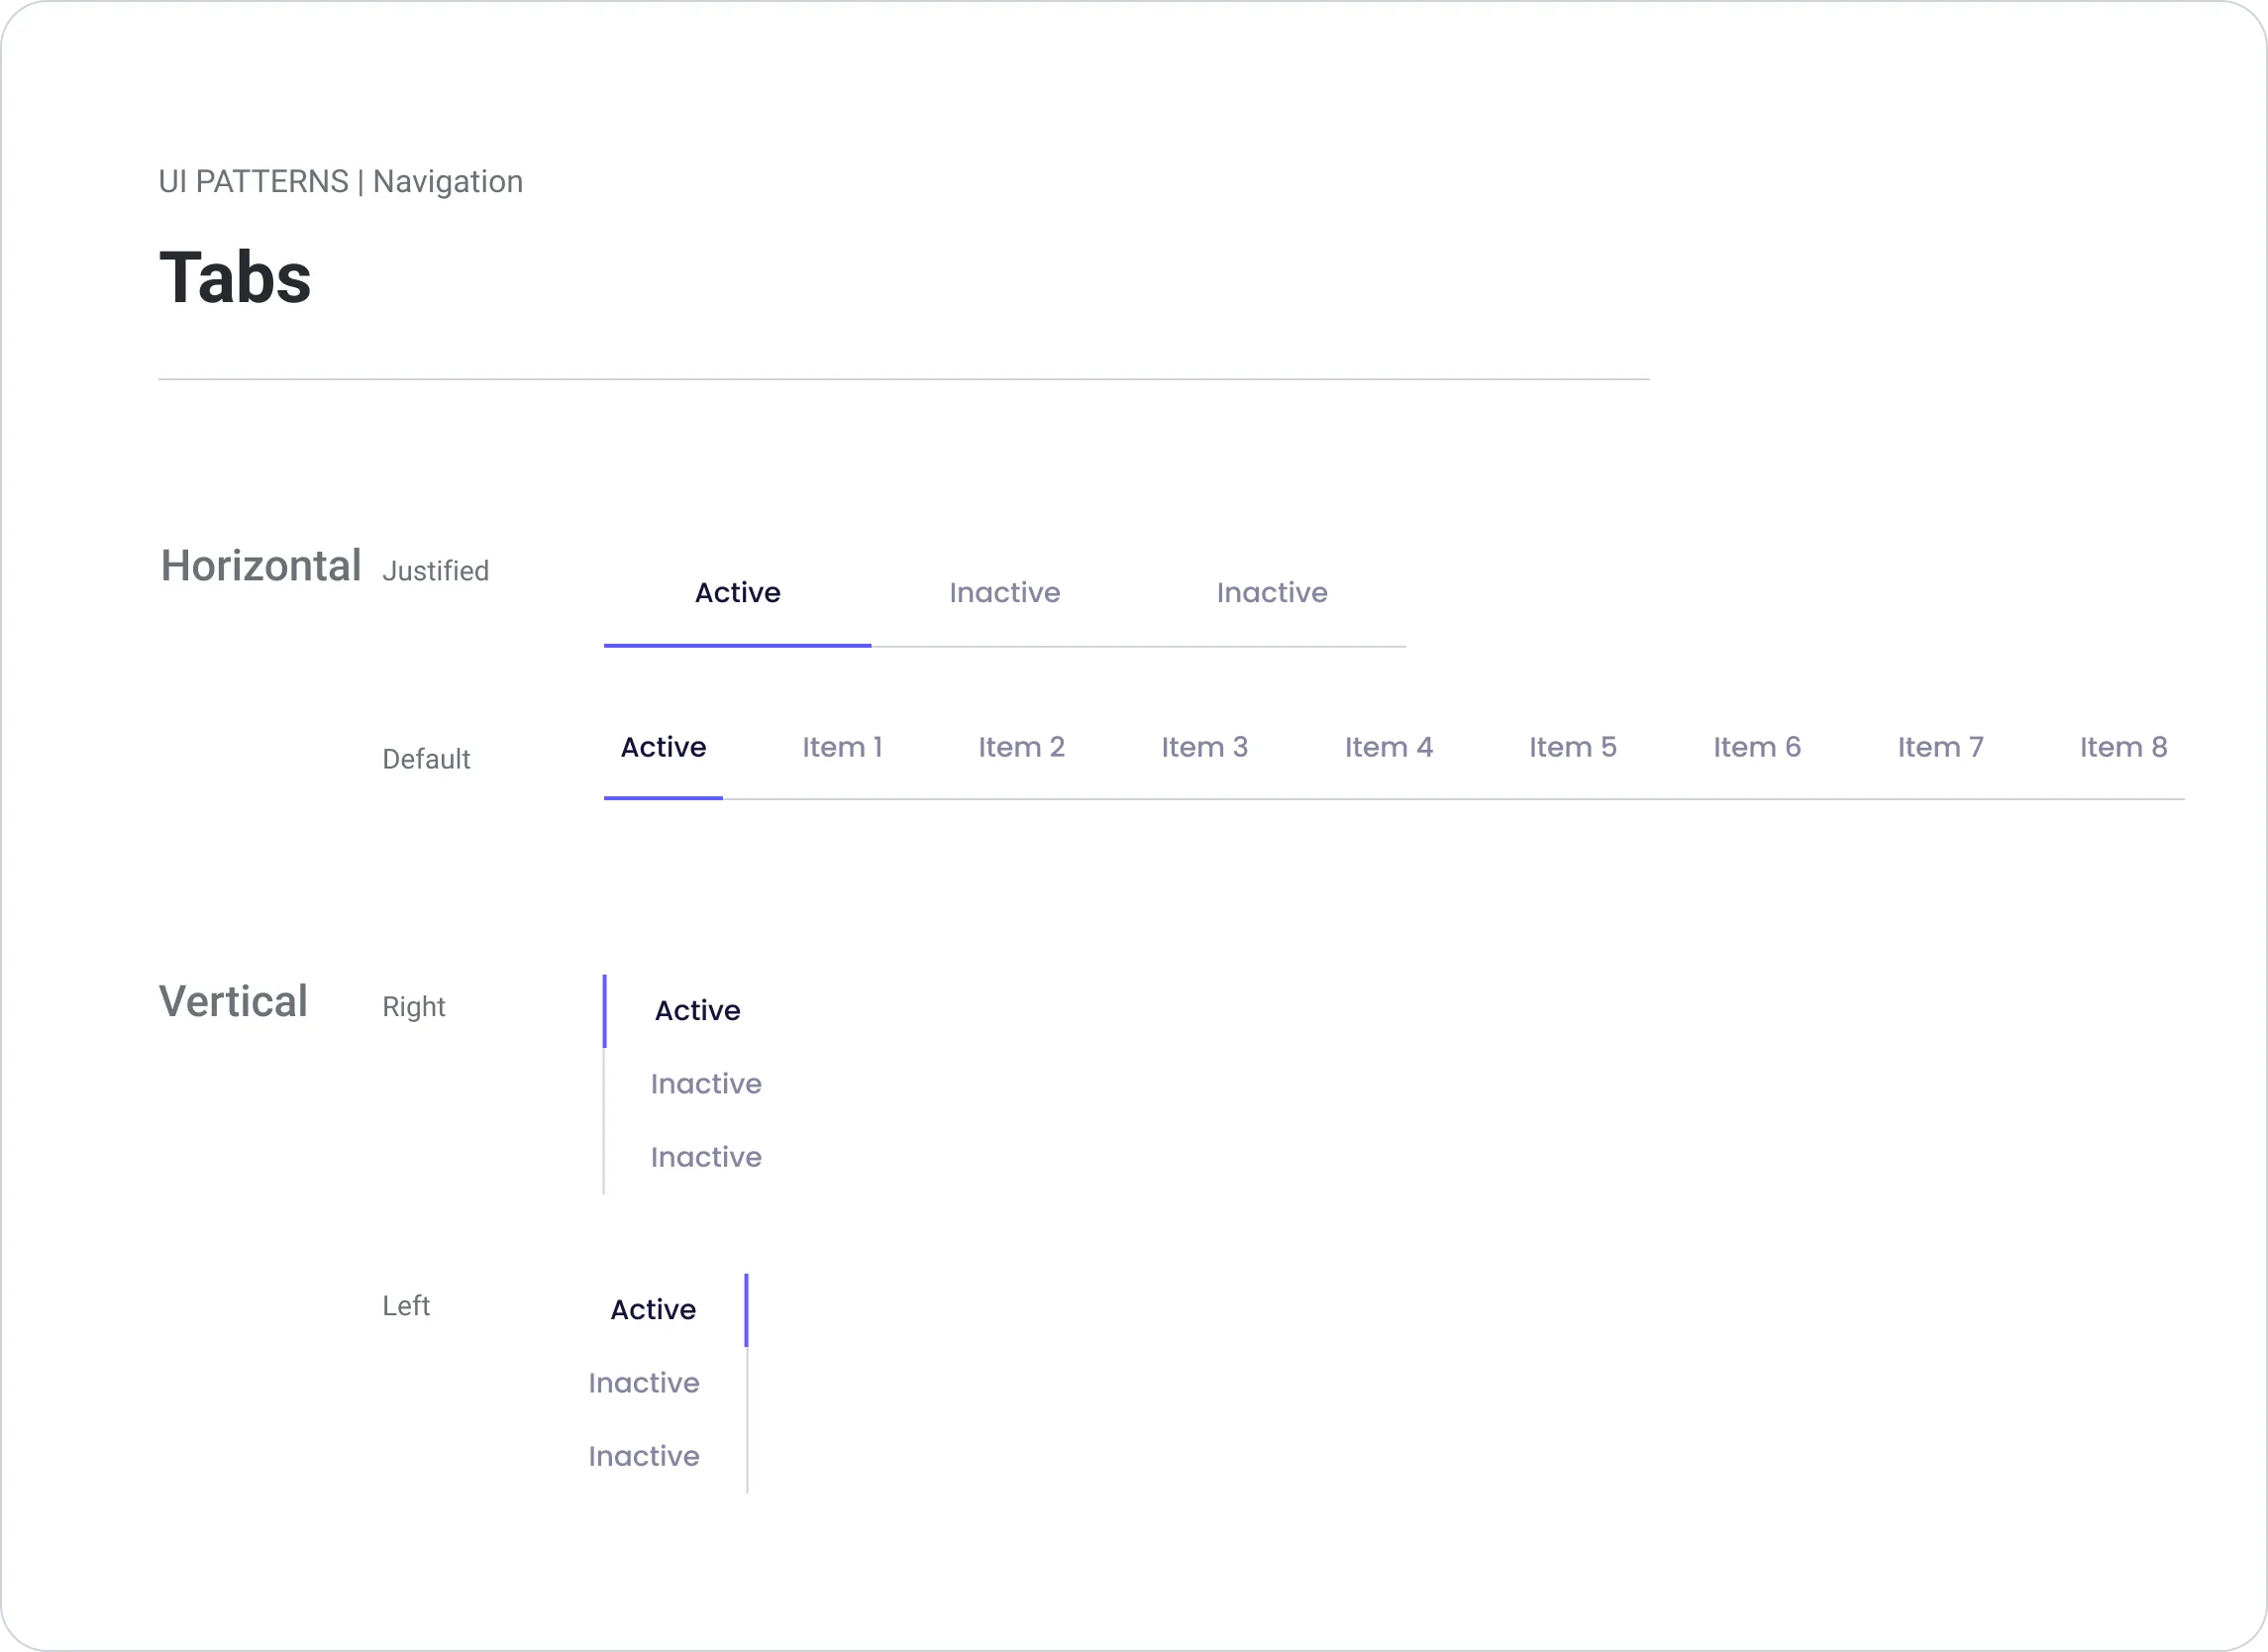 UI PATTERNS | Navigation
Tabs
Horizontal Justified Active Inactive Inactive
Default Active Item 1 Item 2 Item 3 Item 4 Item 5 Item 6 Item 7 Item 8
Vertical Right Active
Inactive
Inactive
Left Active
Inactive
Inactive